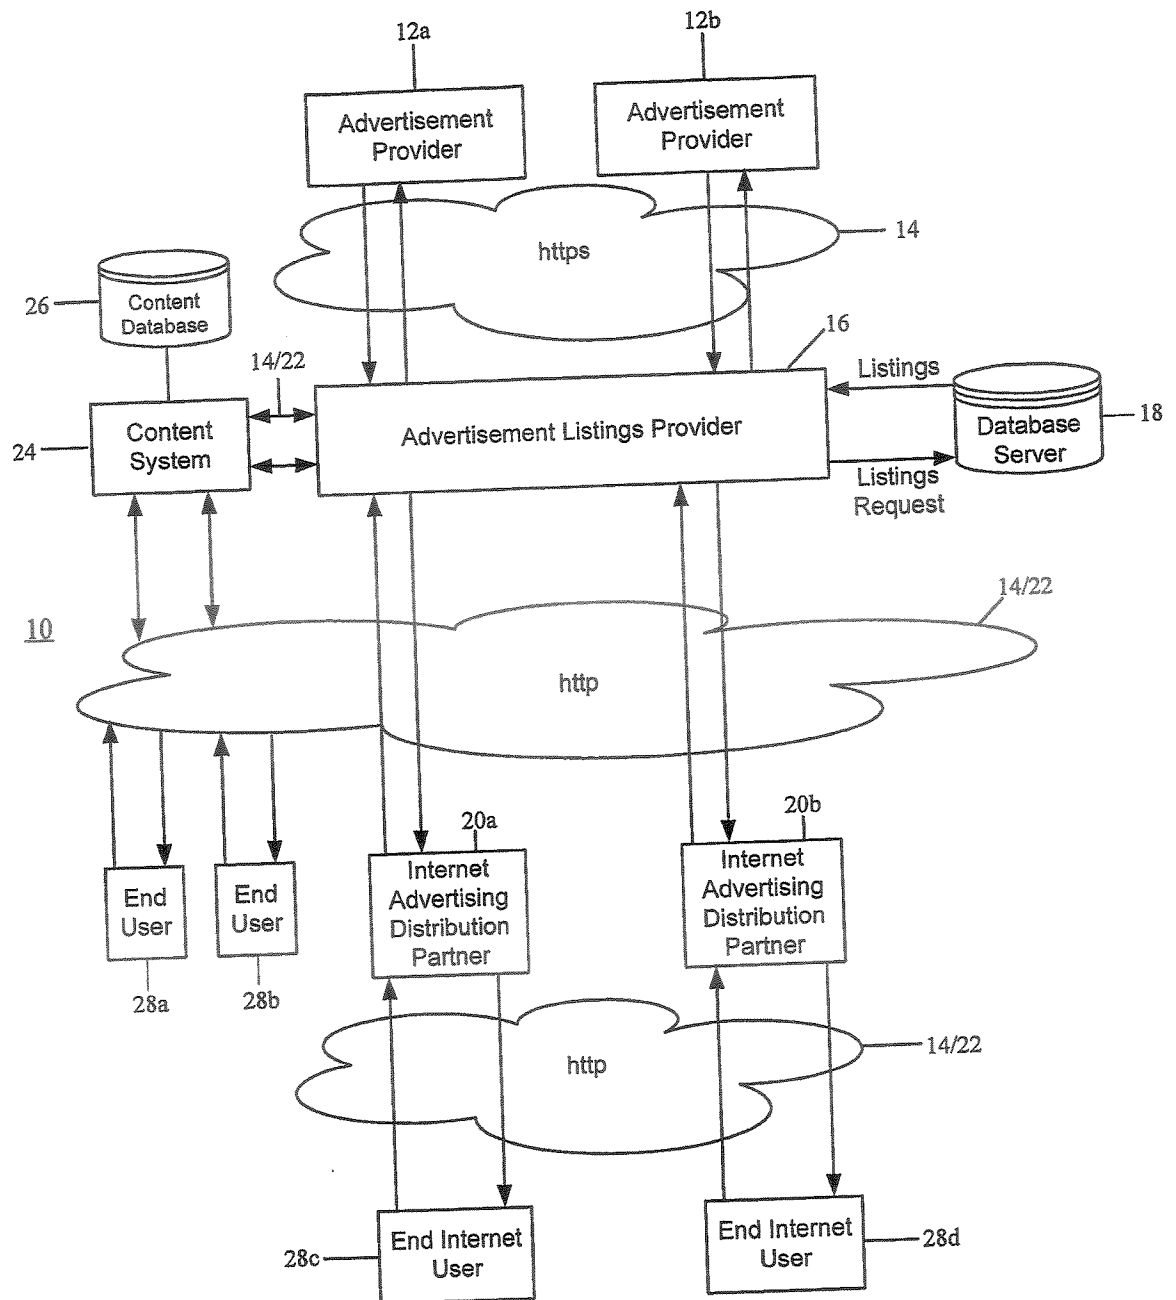 12a
12b
Advertisement
Provider
Advertisement
Provider
https
14
26
Content
Database
14/22
16
Listings
24
Content
System
Advertisement Listings Provider
Database
Server
18
Listings
Request
10
14/22
http
20a
20b
End
User
End
User
Internet
Advertising
Distribution
Partner
Internet
Advertising
Distribution
Partner
28a
28b
http
14/22
28c
End Internet
User
End Internet
User
28d